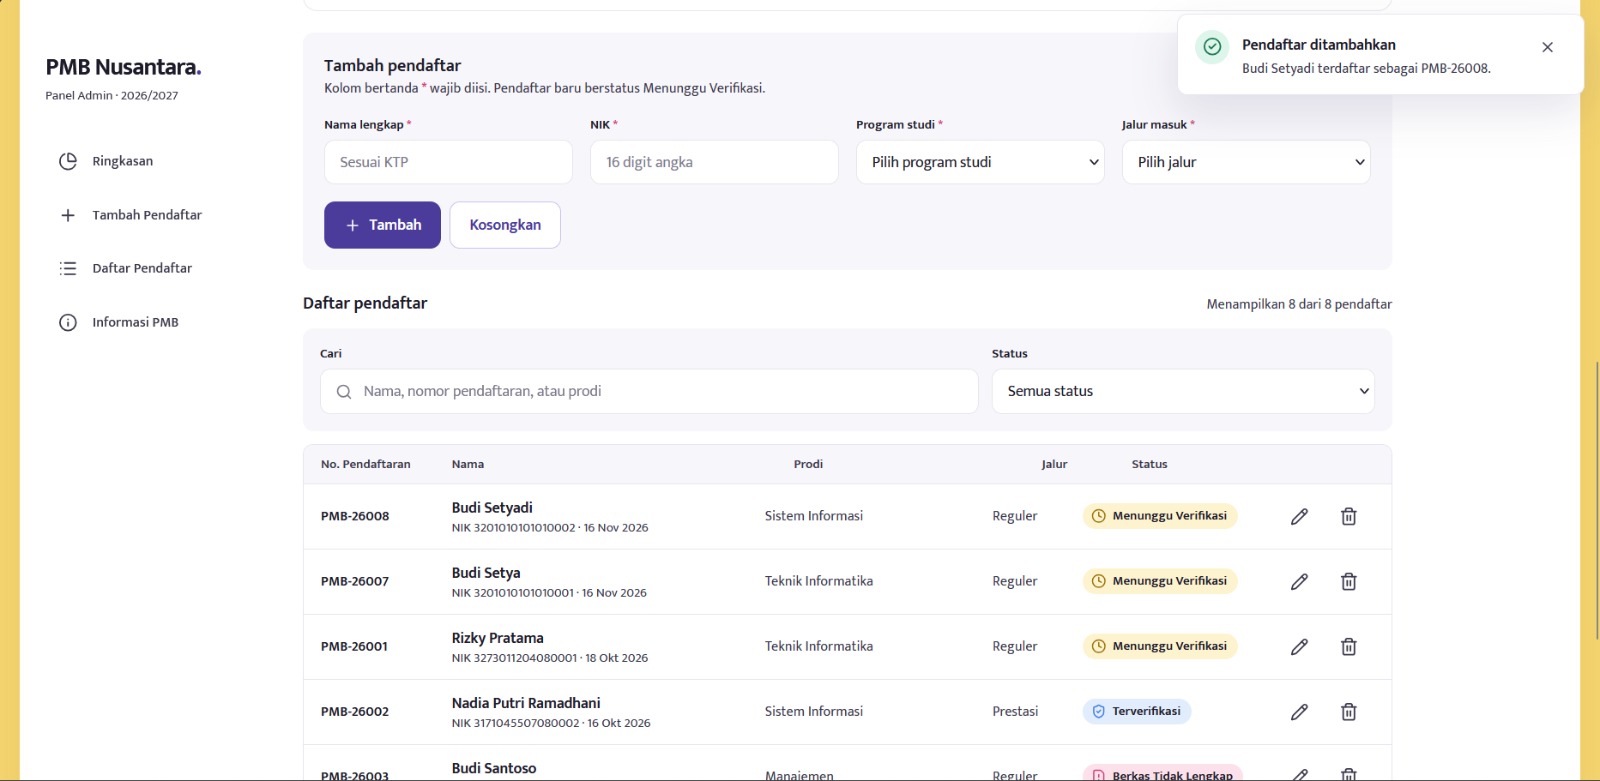 PMB Nusantara.
Panel Admin · 2026/2027
Ringkasan
Tambah Pendaftar
Daftar Pendaftar
Informasi PMB
Pendaftar ditambahkan
Budi Setyadi terdaftar sebagai PMB-26008.
Tambah pendaftar
Kolom bertanda * wajib diisi. Pendaftar baru berstatus Menunggu Verifikasi.
Nama lengkap * NIK * Program studi * Jalur masuk *
Sesuai KTP 16 digit angka Pilih program studi Pilih jalur
Tambah Kosongkan
Daftar pendaftar Menampilkan 8 dari 8 pendaftar
Cari Status
Nama, nomor pendaftaran, atau prodi Semua status
No. Pendaftaran Nama Prodi Jalur Status
PMB-26008 Budi Setyadi Sistem Informasi Reguler Menunggu Verifikasi
NIK 3201010101010002 · 16 Nov 2026
PMB-26007 Budi Setya Teknik Informatika Reguler Menunggu Verifikasi
NIK 3201010101010001 · 16 Nov 2026
PMB-26001 Rizky Pratama Teknik Informatika Reguler Menunggu Verifikasi
NIK 3273011204080001 · 18 Okt 2026
PMB-26002 Nadia Putri Ramadhani Sistem Informasi Prestasi Terverifikasi
NIK 3171045507080002 · 16 Okt 2026
PMB-26003 Budi Santoso Manajemen Reguler Berkas Tidak Lengkap